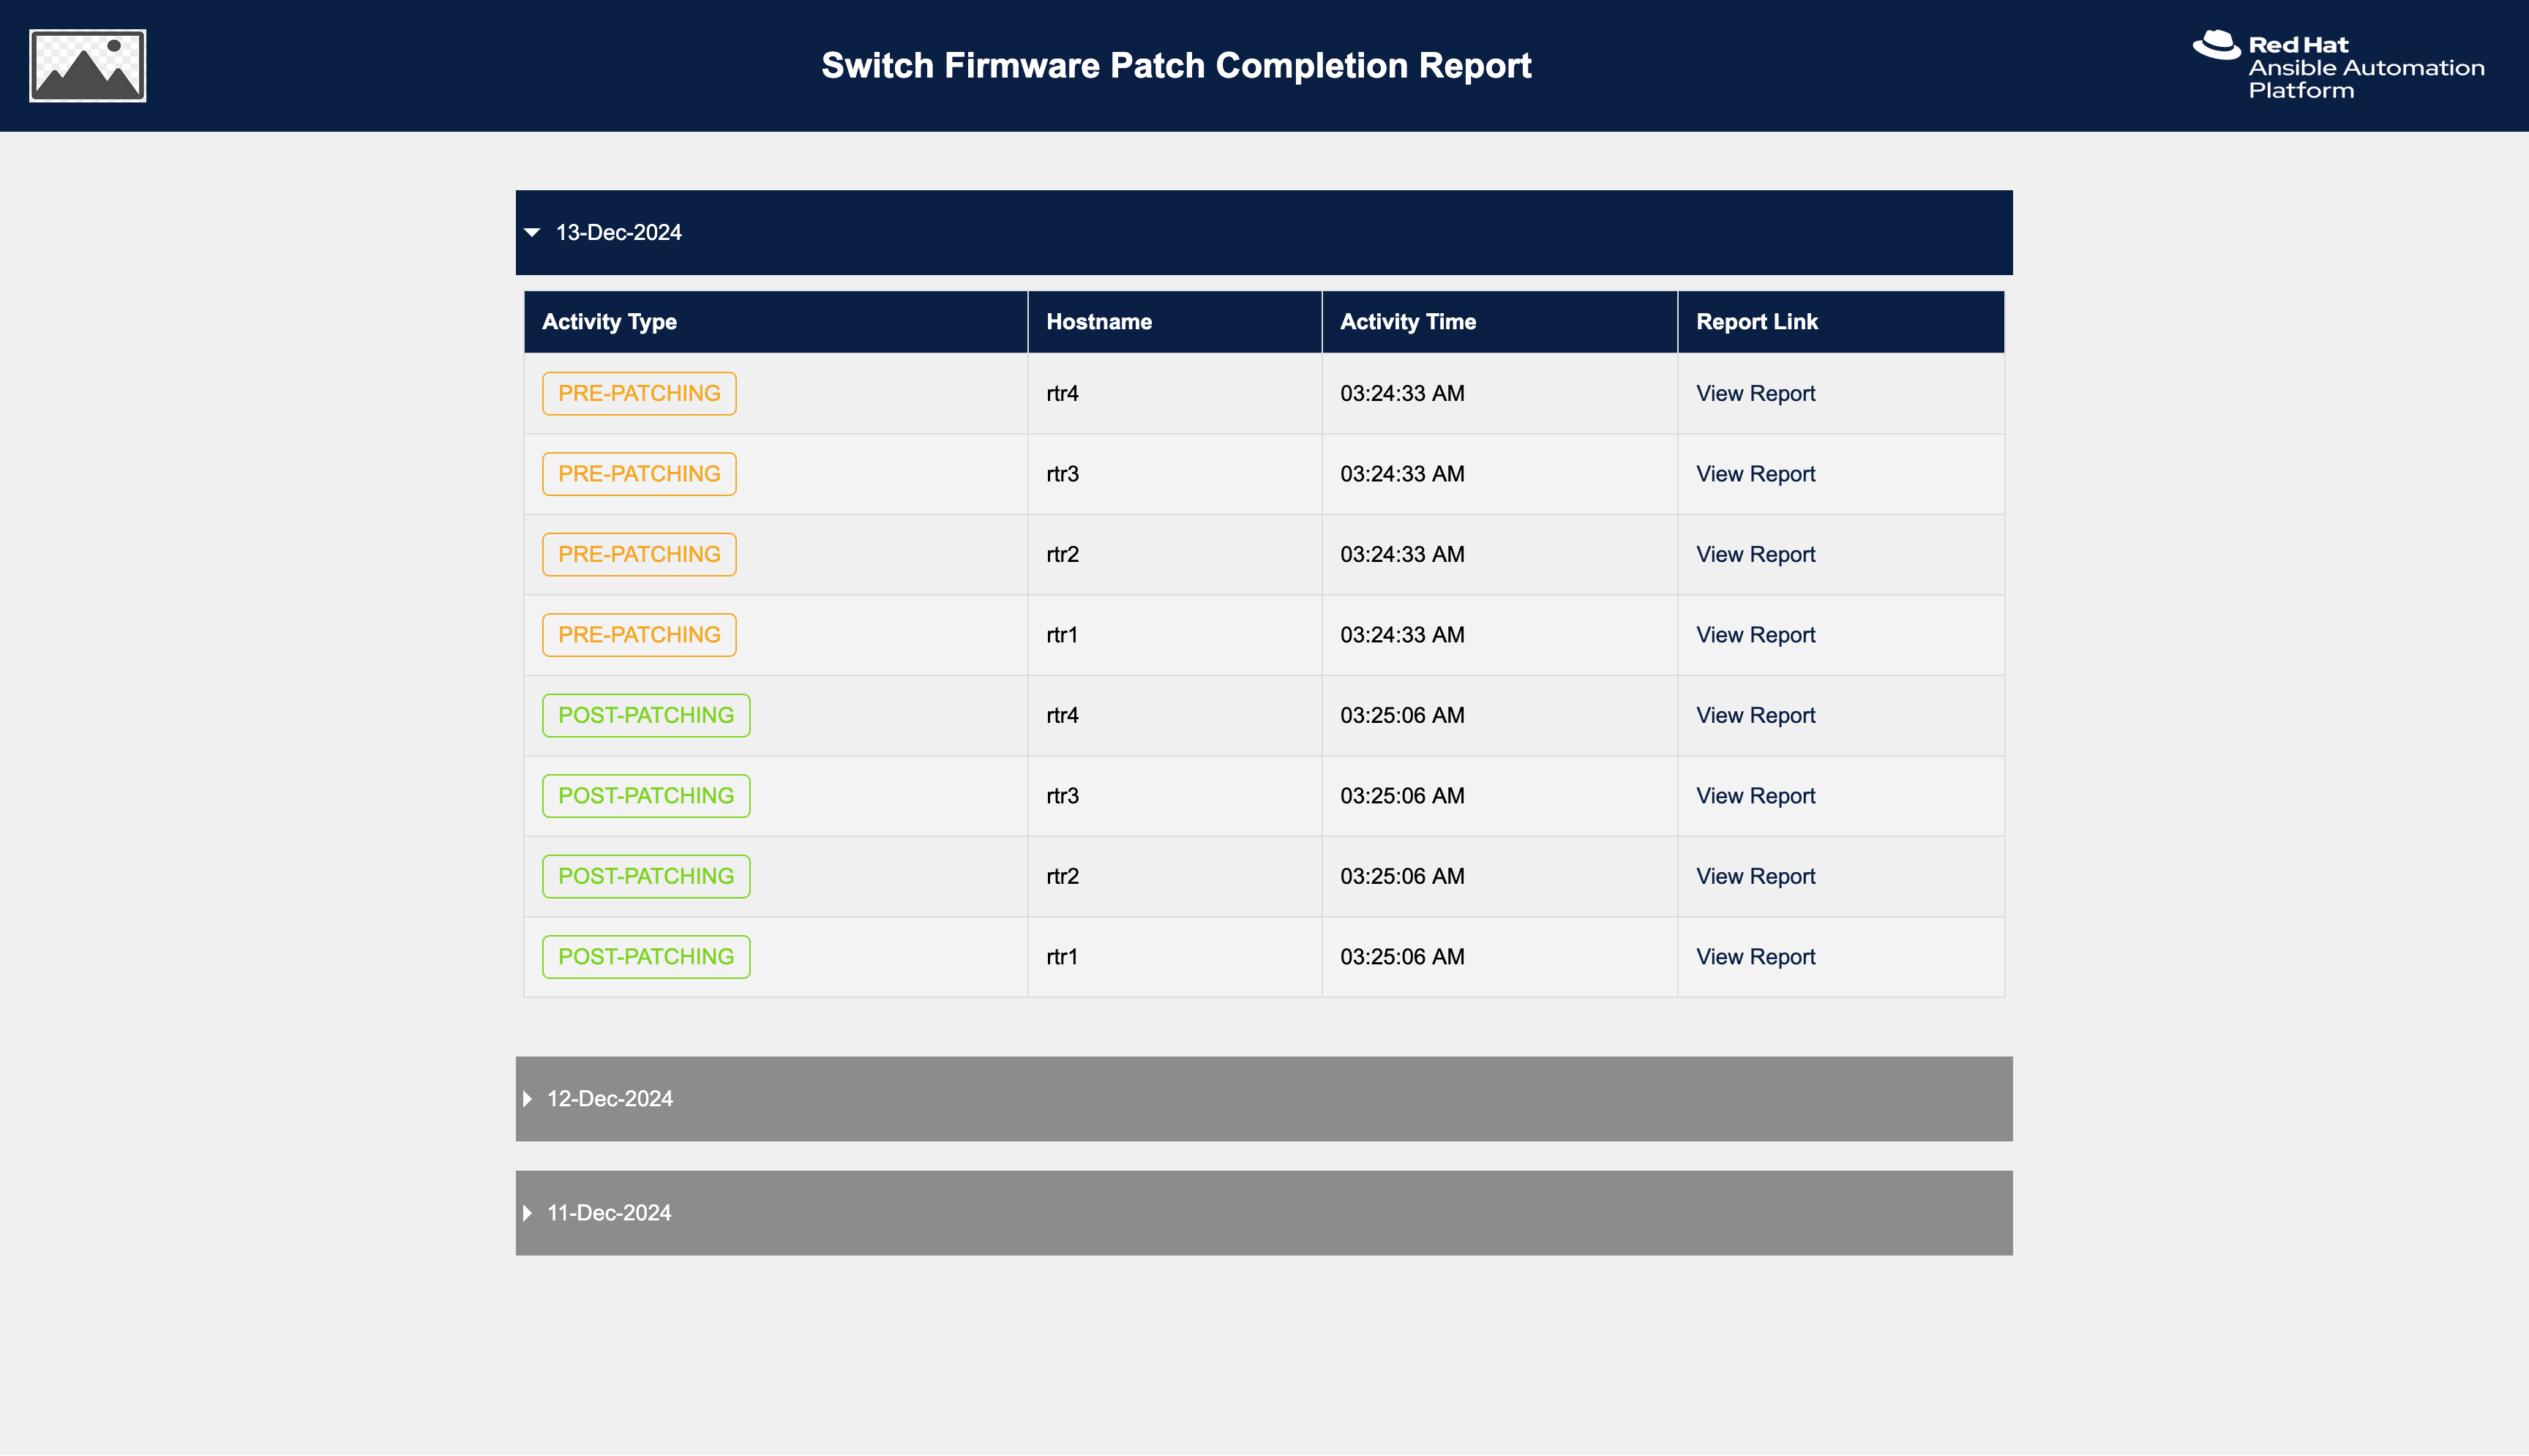 Switch Firmware Patch Completion Report
Red Hat
Ansible Automation
Platform
13-Dec-2024
Activity Type Hostname Activity Time Report Link
PRE-PATCHING rtr4 03:24:33 AM View Report
PRE-PATCHING rtr3 03:24:33 AM View Report
PRE-PATCHING rtr2 03:24:33 AM View Report
PRE-PATCHING rtr1 03:24:33 AM View Report
POST-PATCHING rtr4 03:25:06 AM View Report
POST-PATCHING rtr3 03:25:06 AM View Report
POST-PATCHING rtr2 03:25:06 AM View Report
POST-PATCHING rtr1 03:25:06 AM View Report
12-Dec-2024
11-Dec-2024